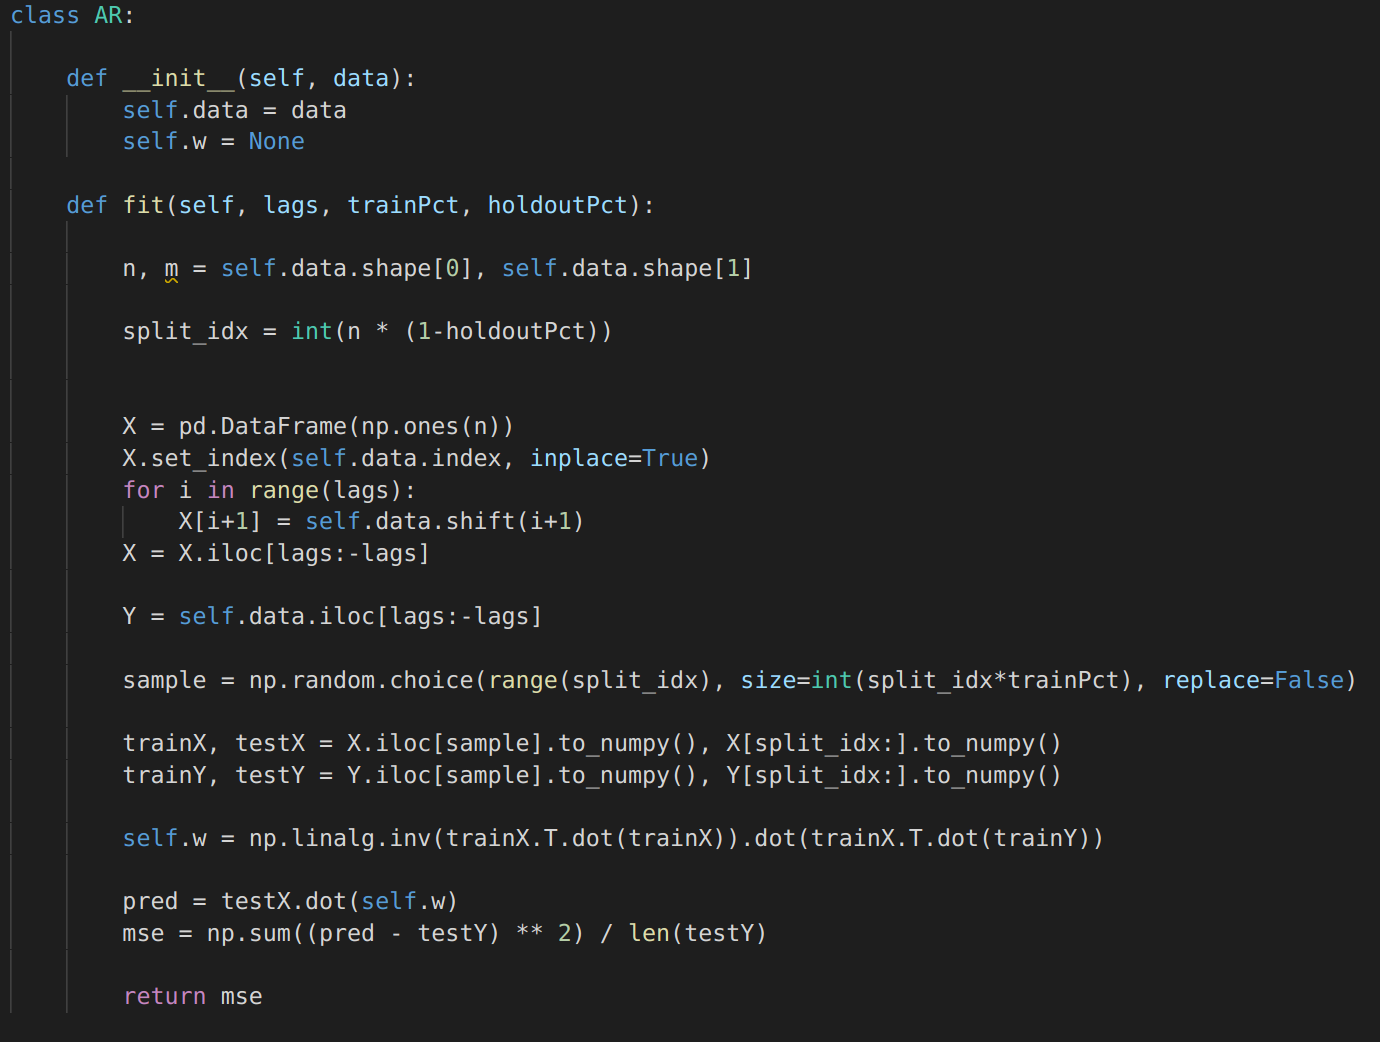 class AR:
    def __init__(self, data):
        self.data = data
        self.w = None
    def fit(self, lags, trainPct, holdoutPct):
        n, m = self.data.shape[0], self.data.shape[1]
        split_idx = int(n * (1-holdoutPct))
        X = pd.DataFrame(np.ones(n))
        X.set_index(self.data.index, inplace=True)
        for i in range(lags):
            X[i+1] = self.data.shift(i+1)
        X = X.iloc[lags:-lags]
        Y = self.data.iloc[lags:-lags]
        sample = np.random.choice(range(split_idx), size=int(split_idx*trainPct), replace=False)
        trainX, testX = X.iloc[sample].to_numpy(), X[split_idx:].to_numpy()
        trainY, testY = Y.iloc[sample].to_numpy(), Y[split_idx:].to_numpy()
        self.w = np.linalg.inv(trainX.T.dot(trainX)).dot(trainX.T.dot(trainY))
        pred = testX.dot(self.w)
        mse = np.sum((pred - testY) ** 2) / len(testY)
        return mse